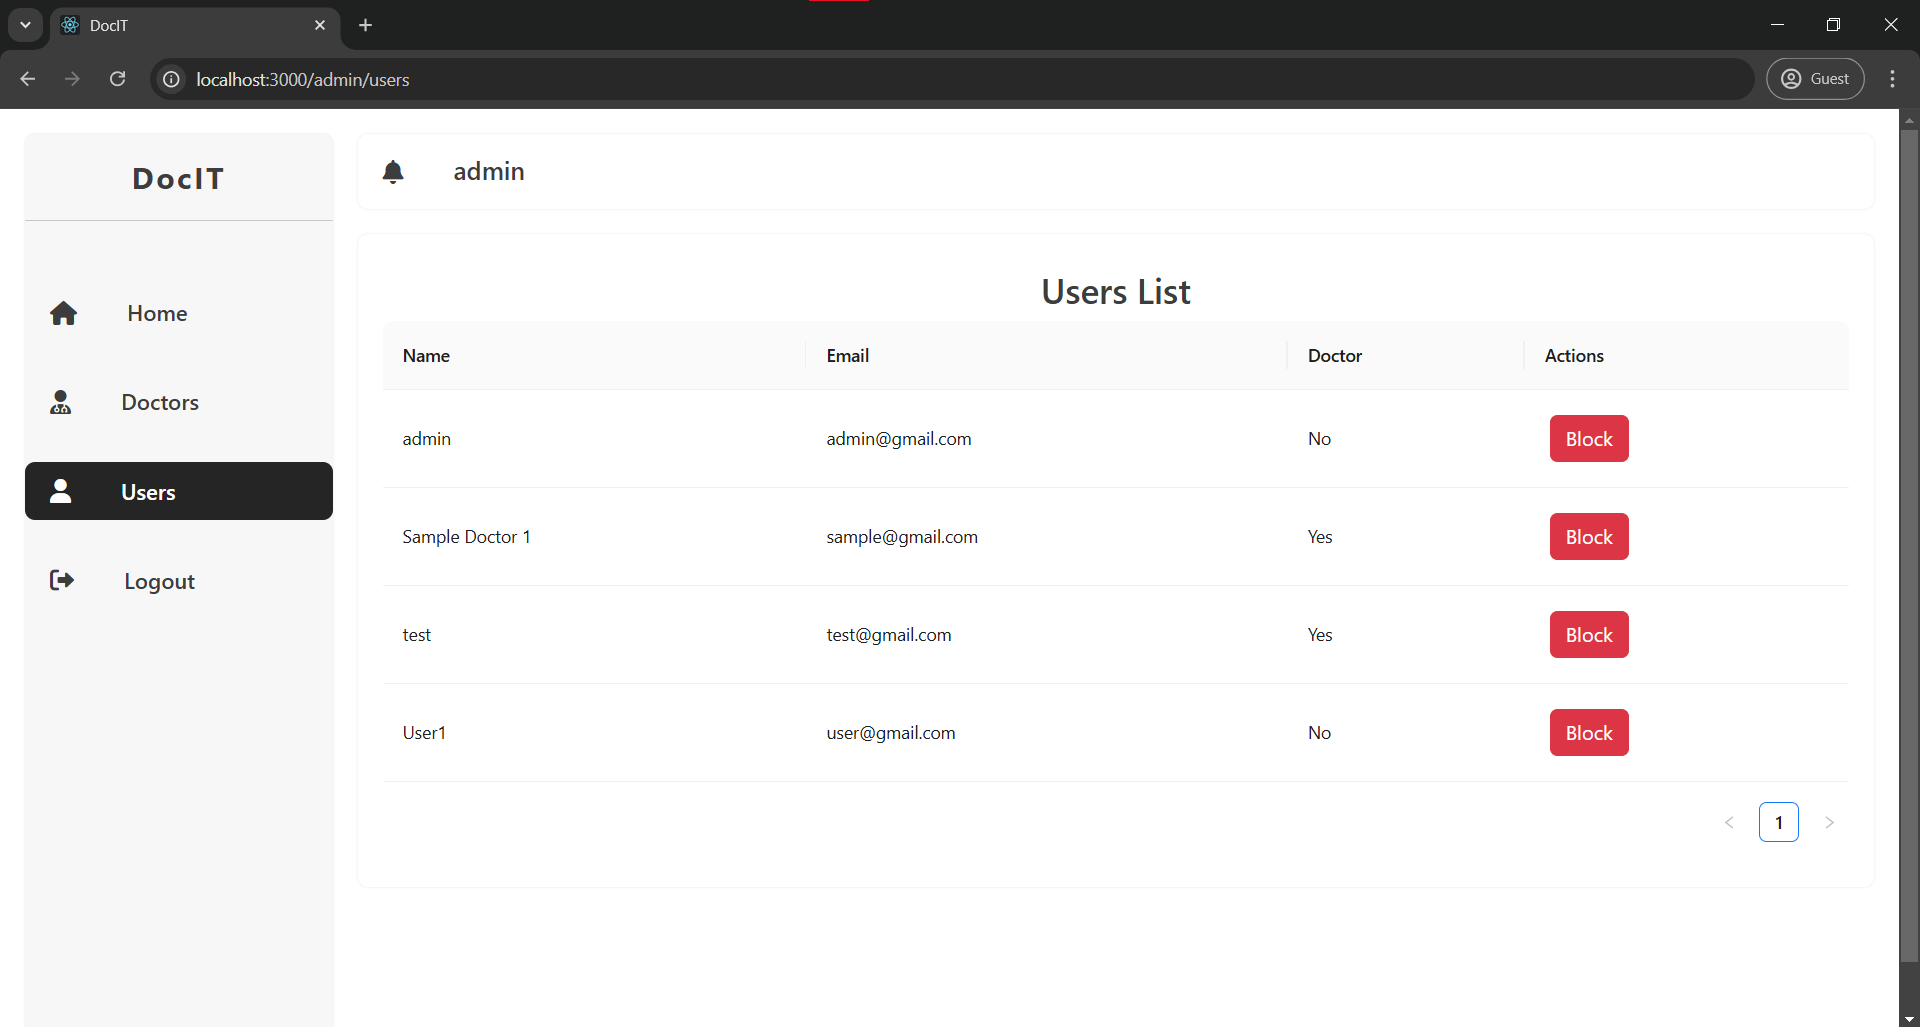 DocIT
localhost:3000/admin/users
Guest
DocIT
admin
Home
Doctors
Users
Logout
Users List
Name Email Doctor Actions
admin admin@gmail.com No Block
Sample Doctor 1 sample@gmail.com Yes Block
test test@gmail.com Yes Block
User1 user@gmail.com No Block
< 1 >